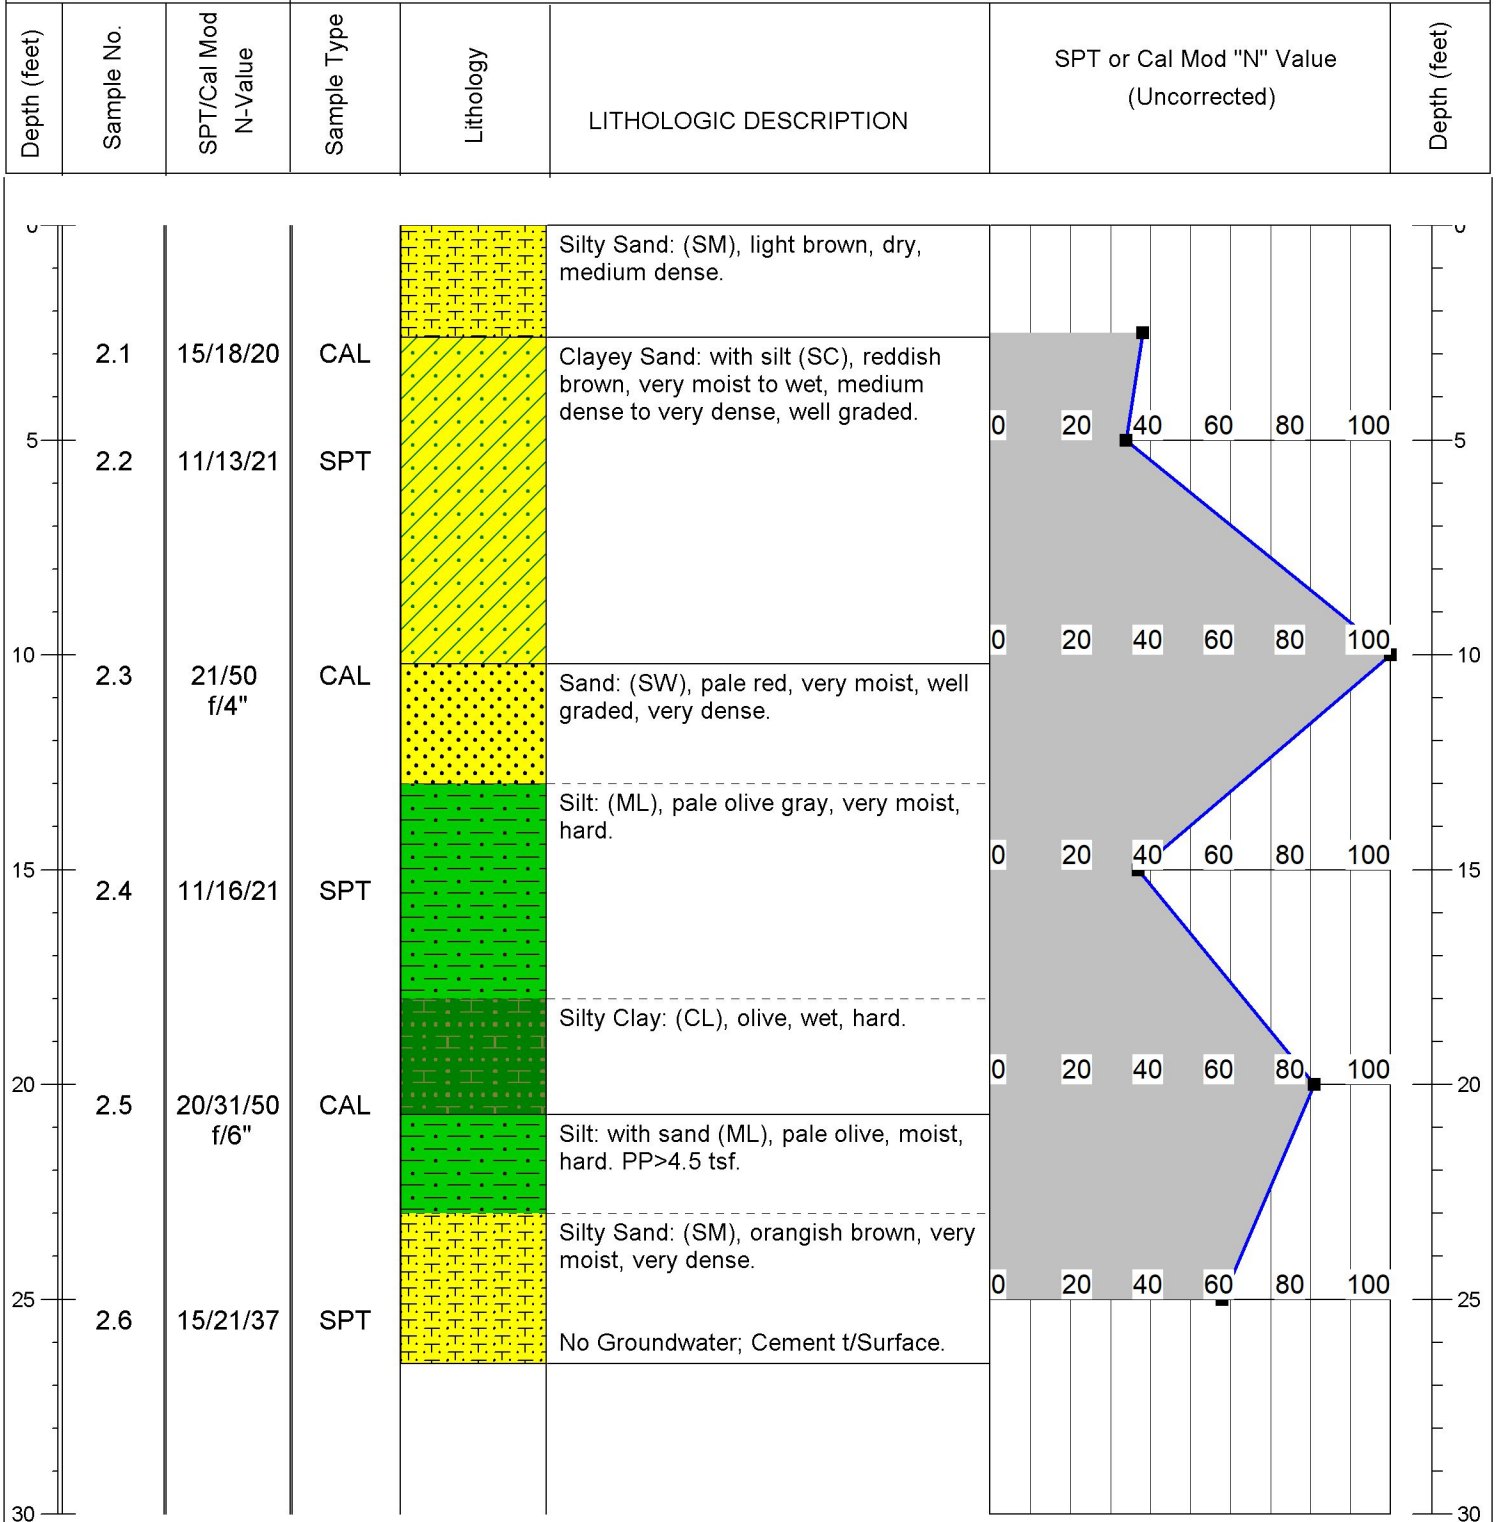 Depth (feet)
Sample No.
SPT/Cal Mod
N-Value
Sample Type
Lithology
LITHOLOGIC DESCRIPTION
SPT or Cal Mod "N" Value
(Uncorrected)
Depth (feet)
0
Silty Sand: (SM), light brown, dry,
medium dense.
0
2.1 15/18/20 CAL
Clayey Sand: with silt (SC), reddish
brown, very moist to wet, medium
dense to very dense, well graded.
0 20 40 60 80 100
5
5
2.2 11/13/21 SPT
0 20 40 60 80 100
10
10
2.3 21/50 CAL
f/4"
Sand: (SW), pale red, very moist, well
graded, very dense.
Silt: (ML), pale olive gray, very moist,
hard.
0 20 40 60 80 100
15
15
2.4 11/16/21 SPT
Silty Clay: (CL), olive, wet, hard.
0 20 40 60 80 100
20
20
2.5 20/31/50 CAL
f/6"
Silt: with sand (ML), pale olive, moist,
hard. PP>4.5 tsf.
Silty Sand: (SM), orangish brown, very
moist, very dense.
0 20 40 60 80 100
25
25
2.6 15/21/37 SPT
No Groundwater; Cement t/Surface.
30
30